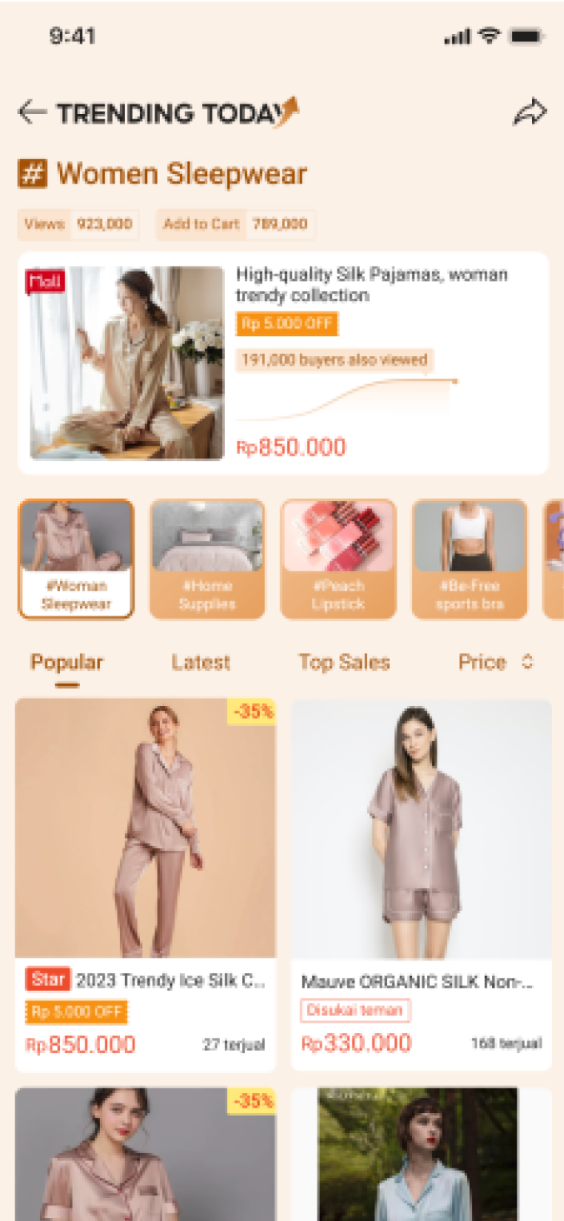 9:41
TRENDING TODAY
# Women Sleepwear
Views 923,000 Add to Cart 789,000
Mall
High-quality Silk Pajamas, woman
trendy collection
Rp 5.000 OFF
191,000 buyers also viewed
Rp850.000
#Woman
Sleepwear
#Home
Supplies
#Peach
Lipstick
#Be-Free
sports bra
Popular Latest Top Sales Price
-35%
Star 2023 Trendy Ice Silk C...
Rp 5.000 OFF
Rp850.000 27 terjual
Mauve ORGANIC SILK Non-...
Disukai teman
Rp330.000 168 terjual
-35%